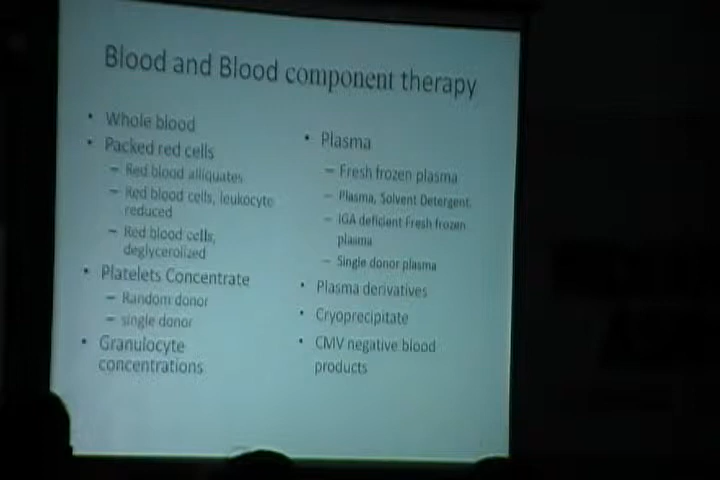 Blood and Blood component therapy
• Whole blood
• Packed red cells
– Red blood alliquates
– Red blood cells, leukocyte
reduced
– Red blood cells,
deglycerolized
• Platelets Concentrate
– Random donor
– single donor
• Granulocyte
concentrations
• Plasma
– Fresh frozen plasma
– Plasma, Solvent Detergent.
– IGA deficient Fresh frozen
plasma
– Single donor plasma
• Plasma derivatives
• Cryoprecipitate
• CMV negative blood
products